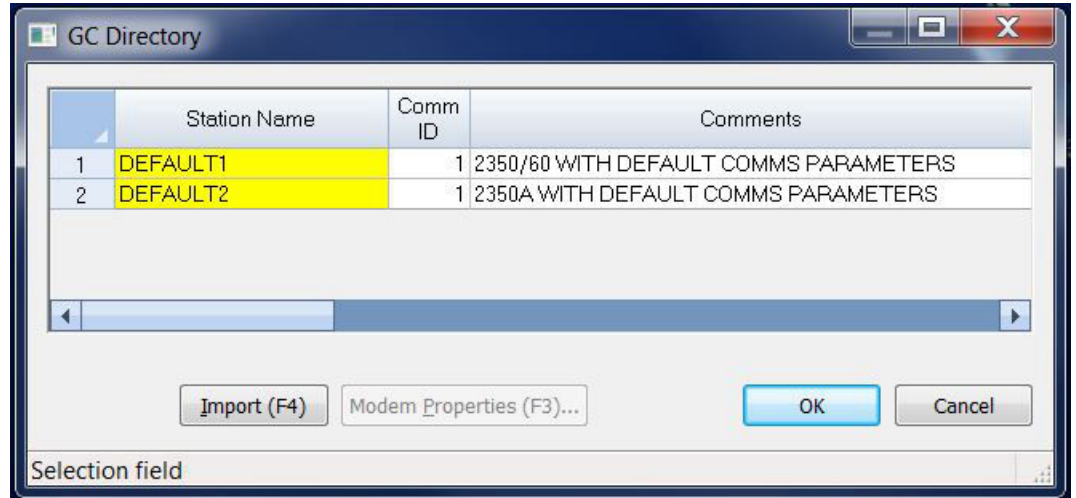 GC Directory
Station Name
Comm
ID
Comments
1 DEFAULT1 1 2350/60 WITH DEFAULT COMMS PARAMETERS
2 DEFAULT2 1 2350A WITH DEFAULT COMMS PARAMETERS
Import (F4) Modem Properties (F3)... OK Cancel
Selection field